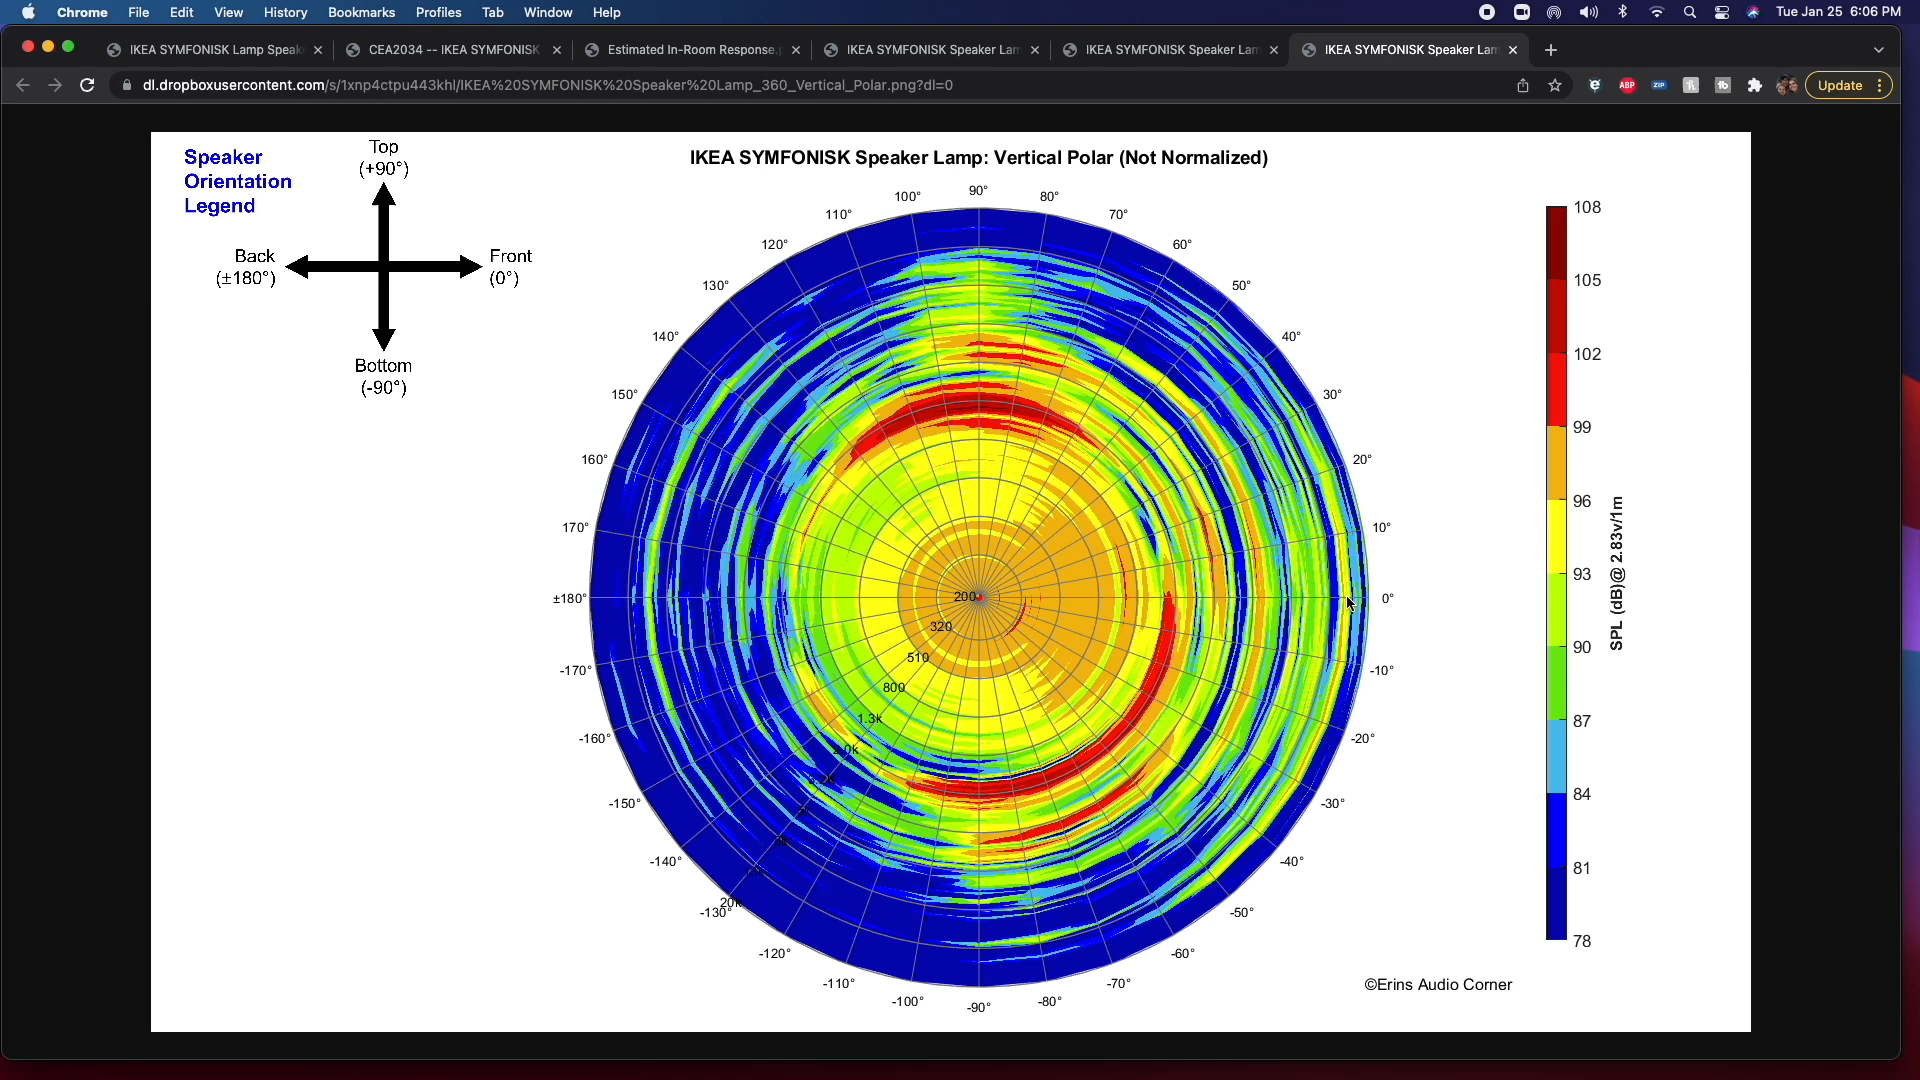 Chrome File Edit View History Bookmarks Profiles Tab Window Help Tue Jan 25 6:06 PM
IKEA SYMFONISK Lamp Speak CEA2034 -- IKEA SYMFONISK Estimated In-Room Response. IKEA SYMFONISK Speaker Lam IKEA SYMFONISK Speaker Lam IKEA SYMFONISK Speaker Lam
dl.dropboxusercontent.com/s/1xnp4ctpu443khl/IKEA%20SYMFONISK%20Speaker%20Lamp_360_Vertical_Polar.png?dl=0 ABP ZIP Update
Speaker
Orientation
Legend
Top
(+90°)
Back
(±180°)
Front
(0°)
Bottom
(-90°)
IKEA SYMFONISK Speaker Lamp: Vertical Polar (Not Normalized)
90°
100° 80°
110° 70°
120° 60°
130° 50°
140° 40°
150° 30°
160° 20°
170° 10°
±180° 0°
-170° -10°
-160° -20°
-150° -30°
-140° -40°
-130° -50°
-120° -60°
-110° -70°
-100° -80°
-90°
200
320
510
800
1.3k
2.0k
20k
108
105
102
99
96
93
90
87
84
81
78
SPL (dB)@ 2.83v/1m
©Erins Audio Corner